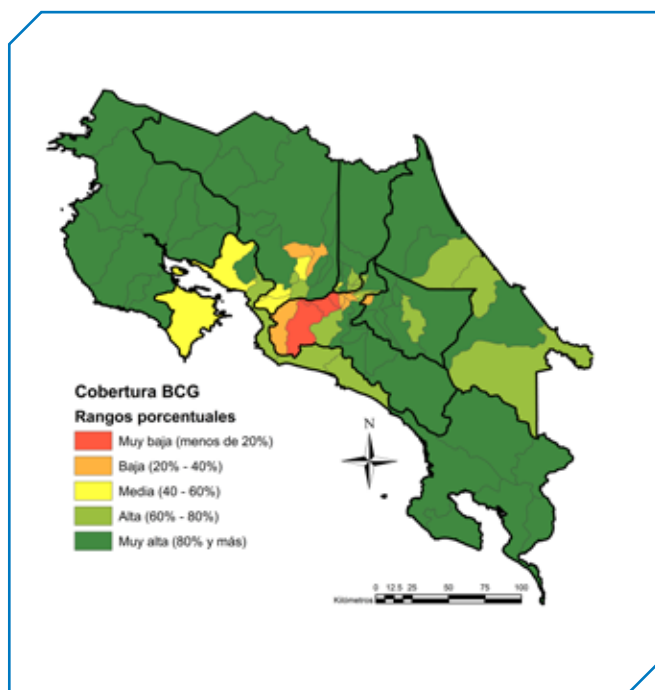 Cobertura BCG
Rangos porcentuales
Muy baja (menos de 20%)
Baja (20% - 40%)
Media (40 - 60%)
Alta (60% - 80%)
Muy alta (80% y más)
N
0 12.5 25 50 75 100
Kilómetros